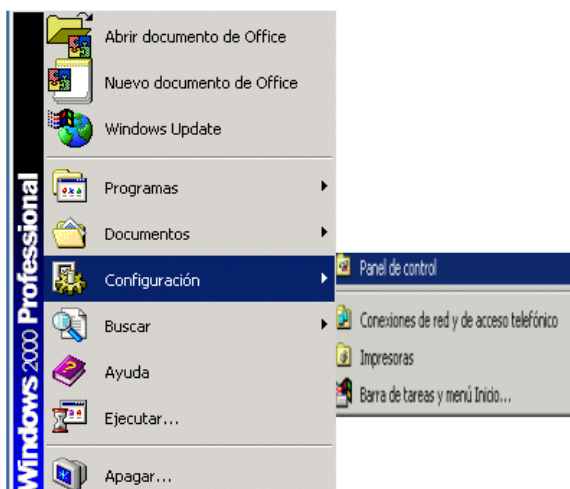 Abrir documento de Office
Nuevo documento de Office
Windows Update
Programas
Documentos
Configuración
Buscar
Ayuda
Ejecutar...
Apagar...
Windows 2000 Professional
Panel de control
Conexiones de red y de acceso telefónico
Impresoras
Barra de tareas y menú Inicio...